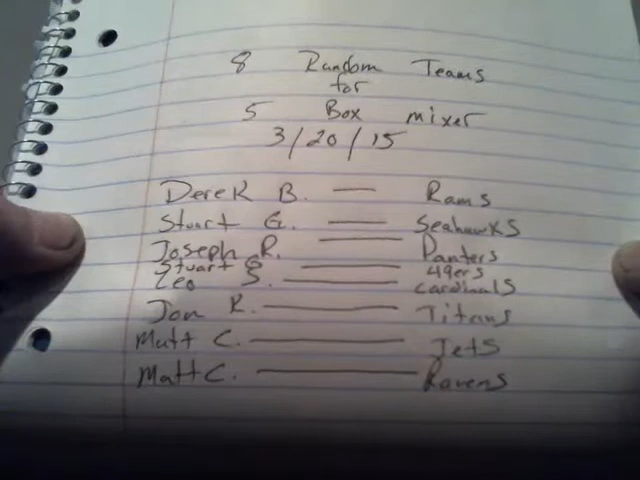 8 Random Teams
for
5 Box mixer
3/20/15
Derek B. — Rams
Stuart G. — Seahawks
Joseph R. — Panters
Stuart G — 49ers
Leo S. — Cardinals
Jon K. — Titans
Matt C. — Jets
Matt C. — Ravens